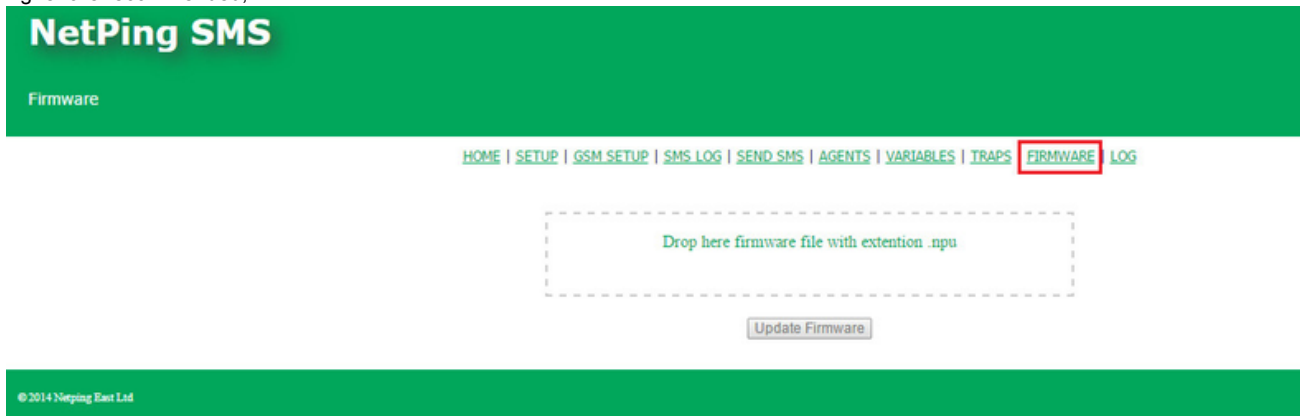 NetPing SMS
Firmware
HOME | SETUP | GSM SETUP | SMS LOG | SEND SMS | AGENTS | VARIABLES | TRAPS | FIRMWARE | LOG
Drop here firmware file with extention .npu
Update Firmware
© 2014 Netping East Ltd